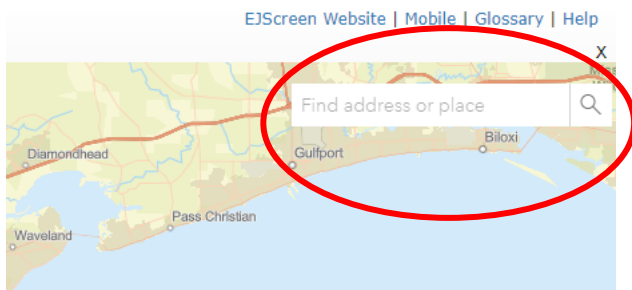 EJScreen Website | Mobile | Glossary | Help
X
Find address or place
Biloxi
Diamondhead
Gulfport
Pass Christian
Waveland